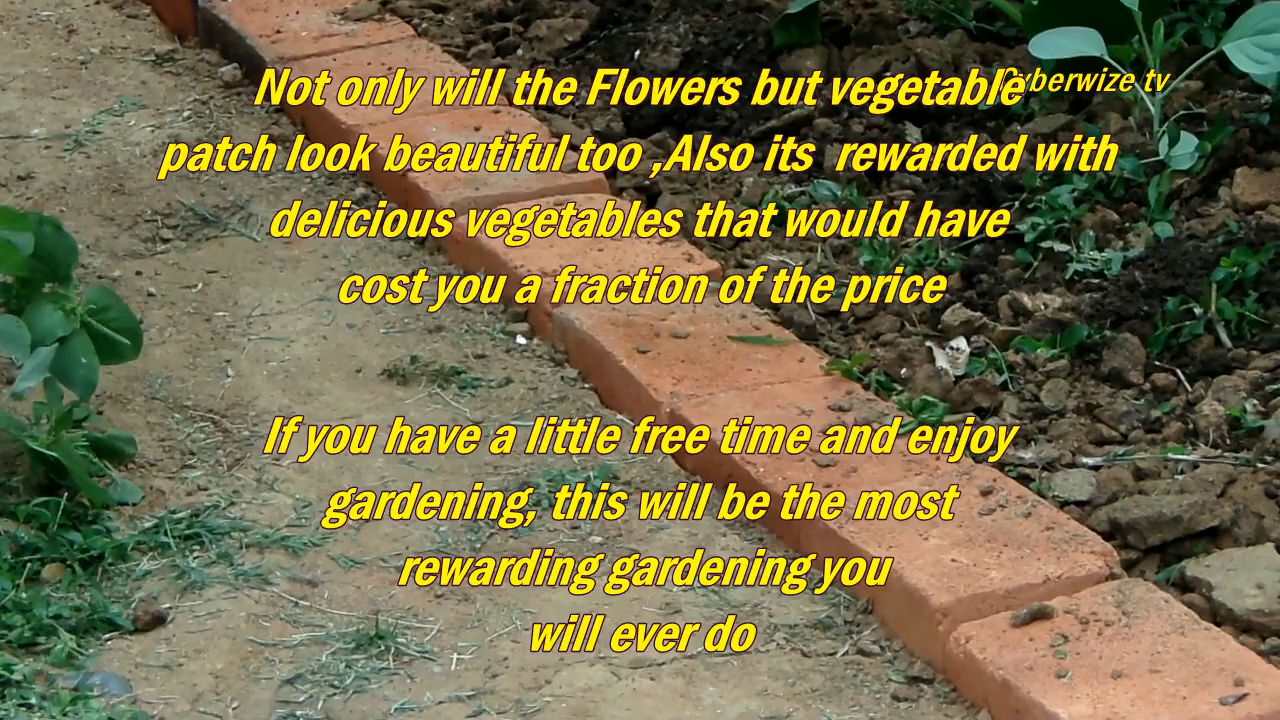 Not only will the Flowers but vegetable
Cyberwize tv
patch look beautiful too ,Also its rewarded with
delicious vegetables that would have
cost you a fraction of the price
If you have a little free time and enjoy
gardening, this will be the most
rewarding gardening you
will ever do